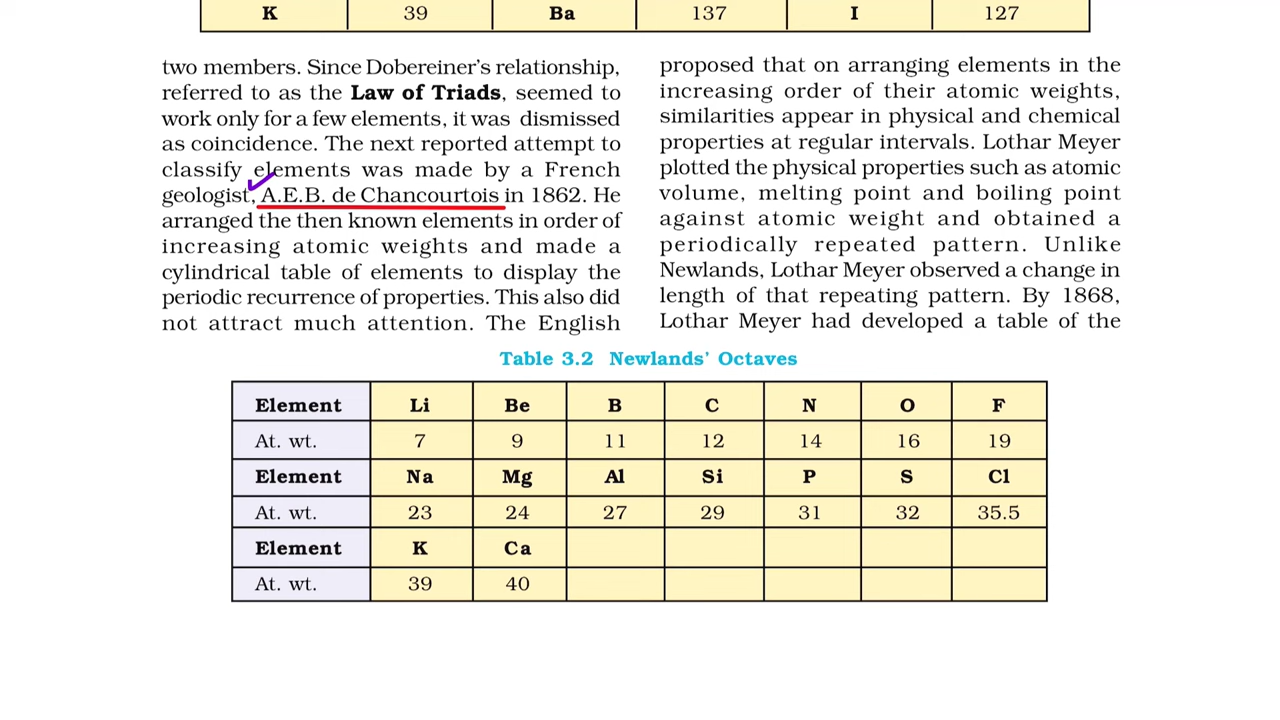 K 39 Ba 137 I 127
two members. Since Dobereiner's relationship,
referred to as the Law of Triads, seemed to
work only for a few elements, it was dismissed
as coincidence. The next reported attempt to
classify elements was made by a French
geologist, A.E.B. de Chancourtois in 1862. He
arranged the then known elements in order of
increasing atomic weights and made a
cylindrical table of elements to display the
periodic recurrence of properties. This also did
not attract much attention. The English
proposed that on arranging elements in the
increasing order of their atomic weights,
similarities appear in physical and chemical
properties at regular intervals. Lothar Meyer
plotted the physical properties such as atomic
volume, melting point and boiling point
against atomic weight and obtained a
periodically repeated pattern. Unlike
Newlands, Lothar Meyer observed a change in
length of that repeating pattern. By 1868,
Lothar Meyer had developed a table of the
Table 3.2 Newlands' Octaves
Element Li Be B C N O F
At. wt. 7 9 11 12 14 16 19
Element Na Mg Al Si P S Cl
At. wt. 23 24 27 29 31 32 35.5
Element K Ca
At. wt. 39 40